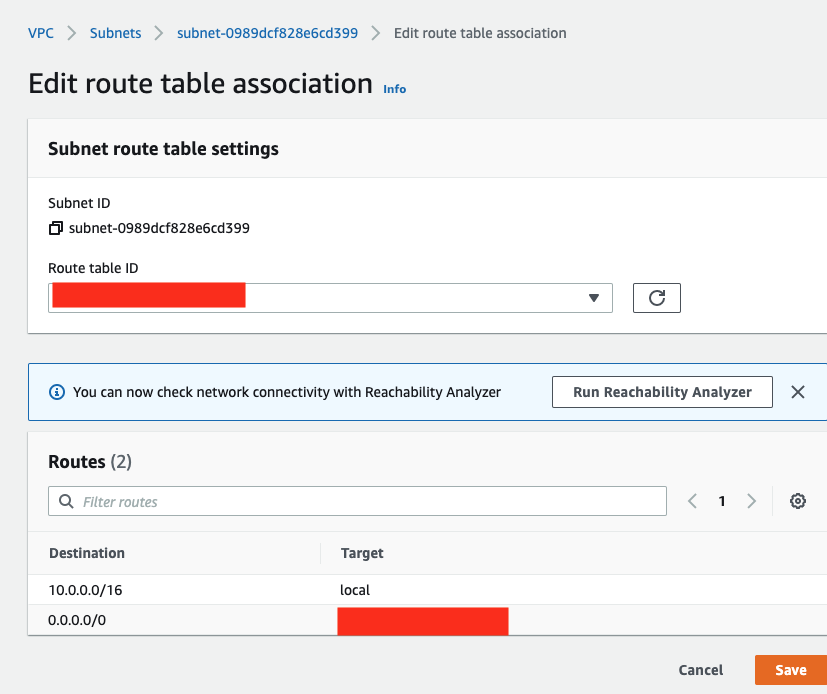 VPC > Subnets > subnet-0989dcf828e6cd399 > Edit route table association
Edit route table association Info
Subnet route table settings
Subnet ID
subnet-0989dcf828e6cd399
Route table ID
You can now check network connectivity with Reachability Analyzer Run Reachability Analyzer
Routes (2)
Filter routes 1
Destination Target
10.0.0.0/16 local
0.0.0.0/0
Cancel Save